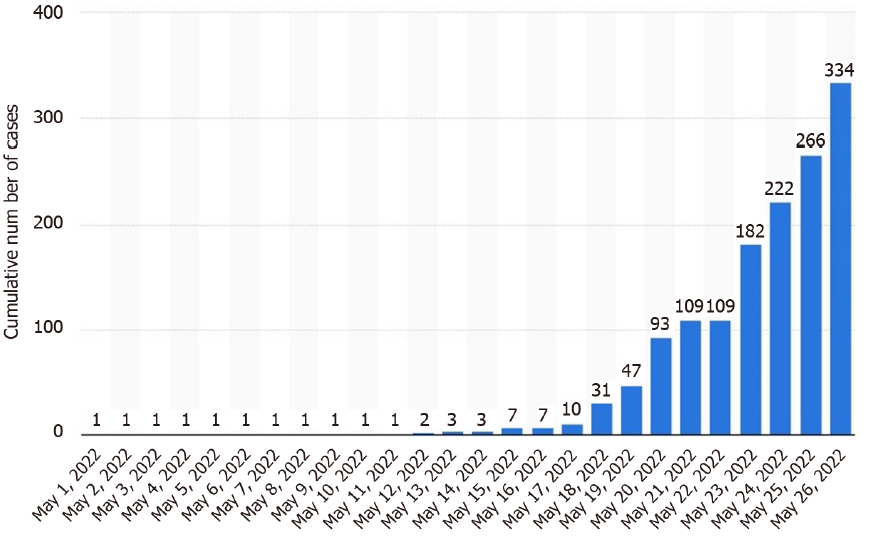 400
300
200
100
0
Cumulative num ber of cases
1 1 1 1 1 1 1 1 1 1 1 2 3 3 7 7 10 31 47 93 109 109 182 222 266 334
May 1, 2022
May 2, 2022
May 3, 2022
May 4, 2022
May 5, 2022
May 6, 2022
May 7, 2022
May 8, 2022
May 9, 2022
May 10, 2022
May 11, 2022
May 12, 2022
May 13, 2022
May 14, 2022
May 15, 2022
May 16, 2022
May 17, 2022
May 18, 2022
May 19, 2022
May 20, 2022
May 21, 2022
May 22, 2022
May 23, 2022
May 24, 2022
May 25, 2022
May 26, 2022